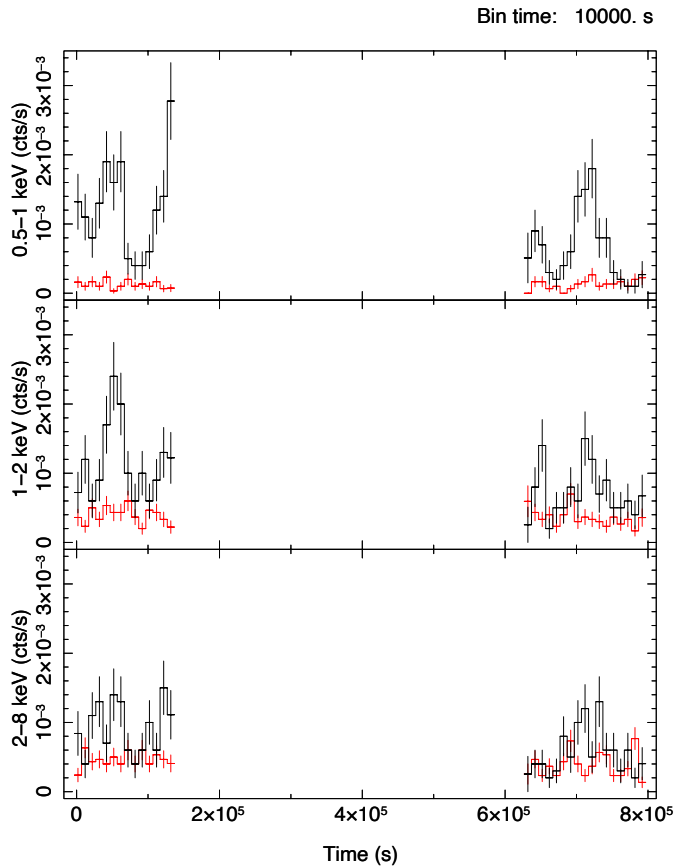 Bin time: 10000. s
0.5–1 keV (cts/s)
0 10⁻³ 2×10⁻³ 3×10⁻³
1–2 keV (cts/s)
0 10⁻³ 2×10⁻³ 3×10⁻³
2–8 keV (cts/s)
0 10⁻³ 2×10⁻³ 3×10⁻³
0 2×10⁵ 4×10⁵ 6×10⁵ 8×10⁵
Time (s)